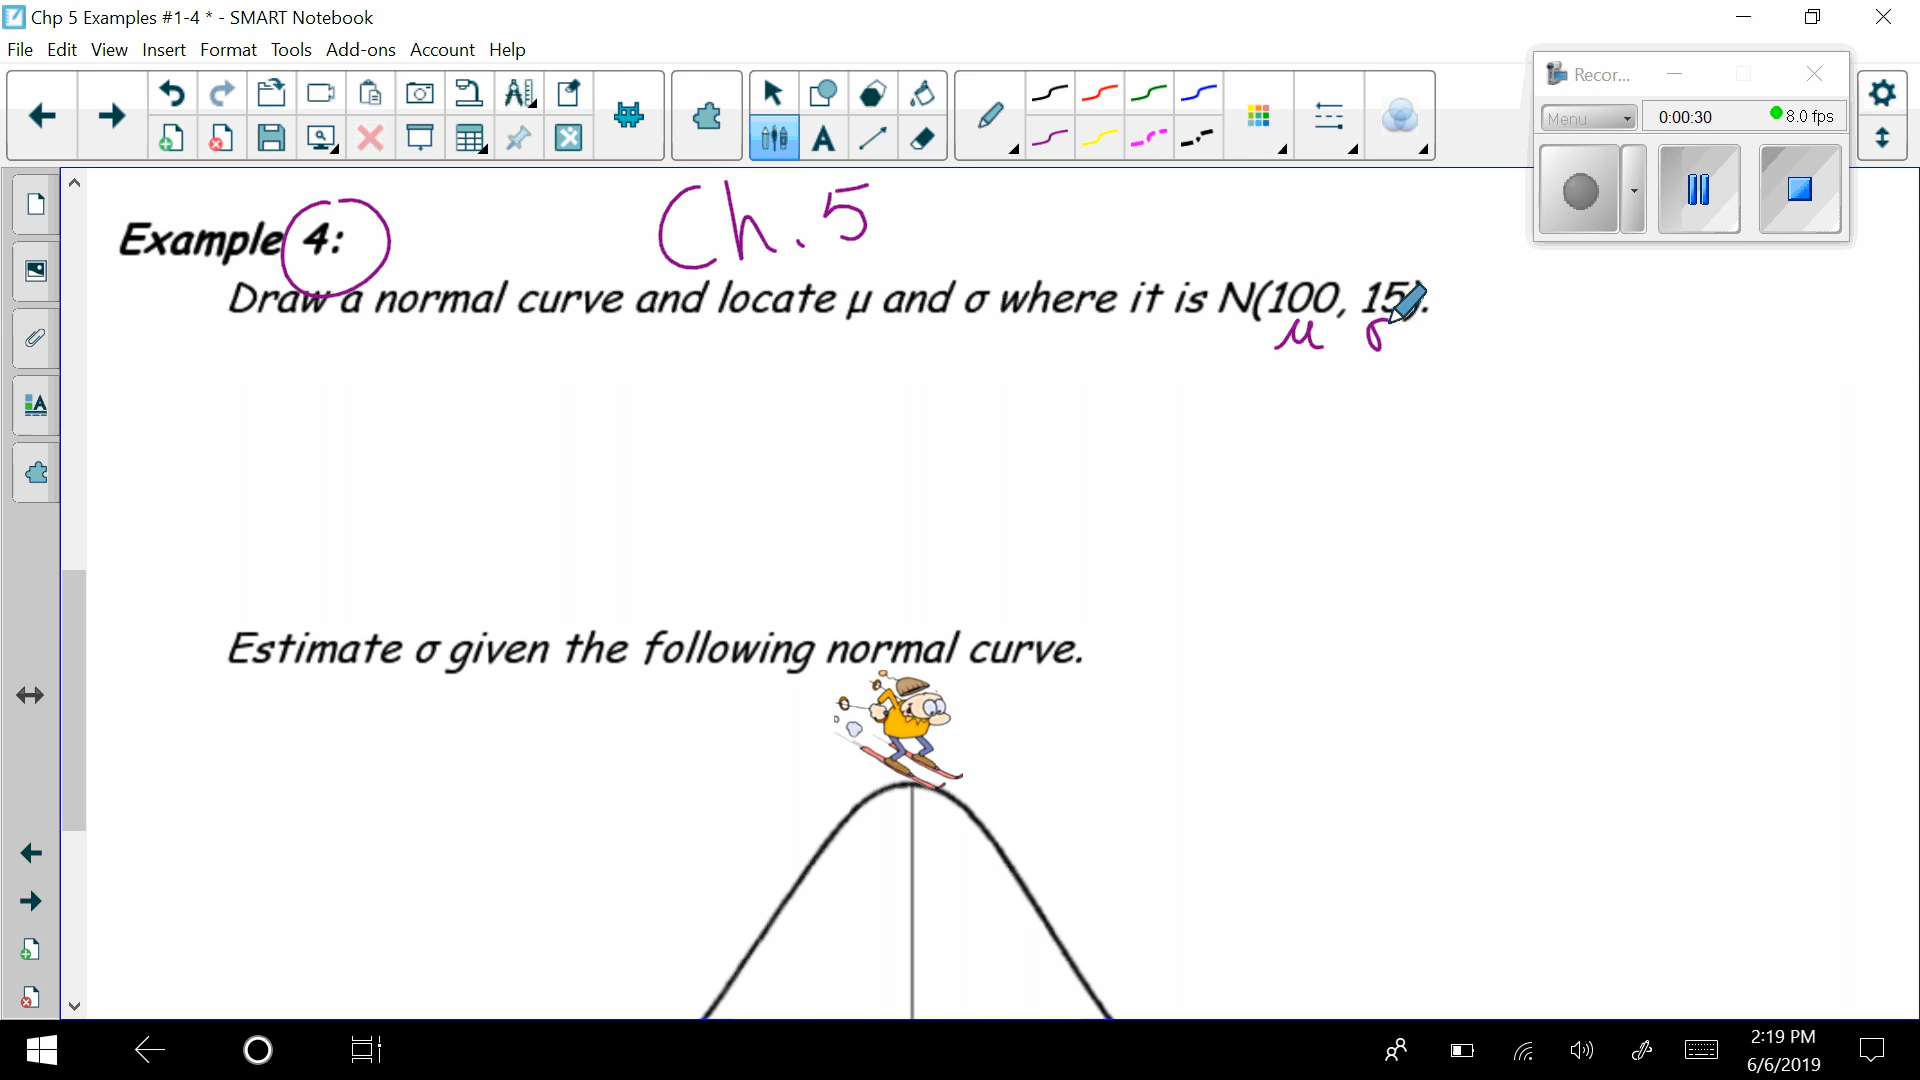 Chp 5 Examples #1-4 * - SMART Notebook
File Edit View Insert Format Tools Add-ons Account Help
Recor...
Menu 0:00:30 8.0 fps
Ch. 5
Example 4:
Draw a normal curve and locate μ and σ where it is N(100, 15).
μ σ
Estimate σ given the following normal curve.
2:19 PM
6/6/2019